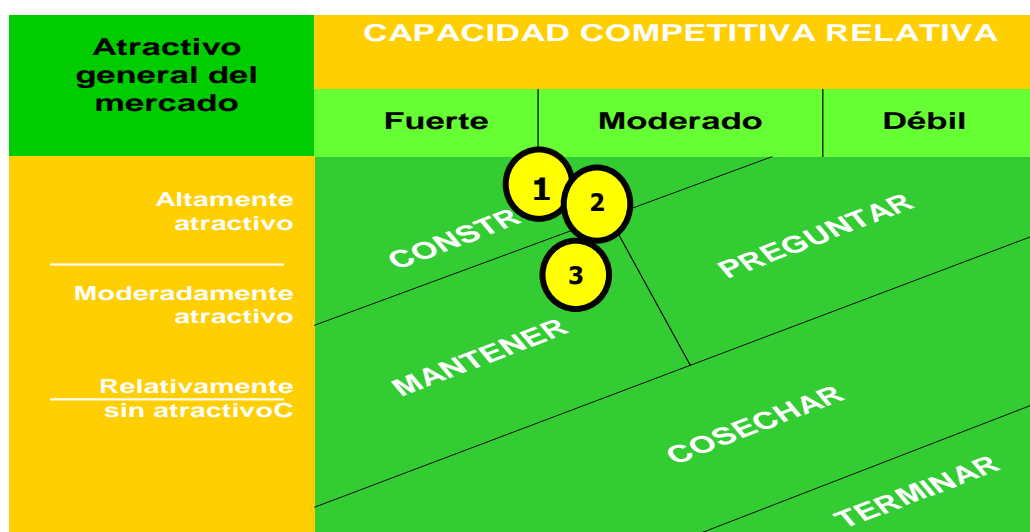 Atractivo
general del
mercado
CAPACIDAD COMPETITIVA RELATIVA
Fuerte
Moderado
Débil
Altamente
atractivo
Moderadamente
atractivo
Relativamente
sin atractivoC
1
2
3
CONSTR
PREGUNTAR
MANTENER
COSECHAR
TERMINAR